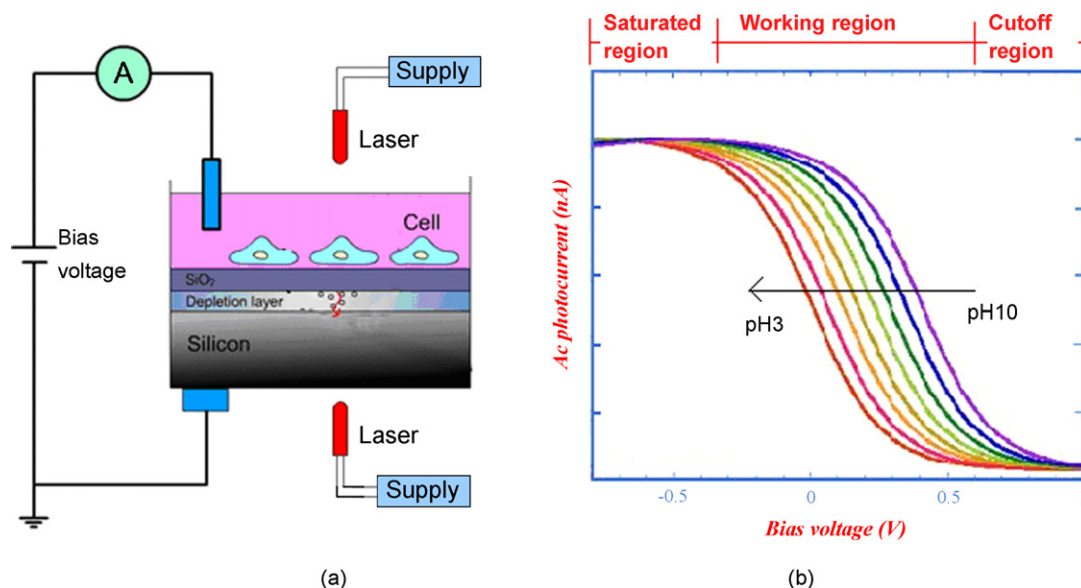 A
Supply
Laser
Bias
voltage
Cell
SiO₂
Depletion layer
Silicon
Laser
Supply
(a)
Saturated
region
Working region
Cutoff
region
Ac photocurrent (nA)
pH3
pH10
-0.5
0
0.5
Bias voltage (V)
(b)